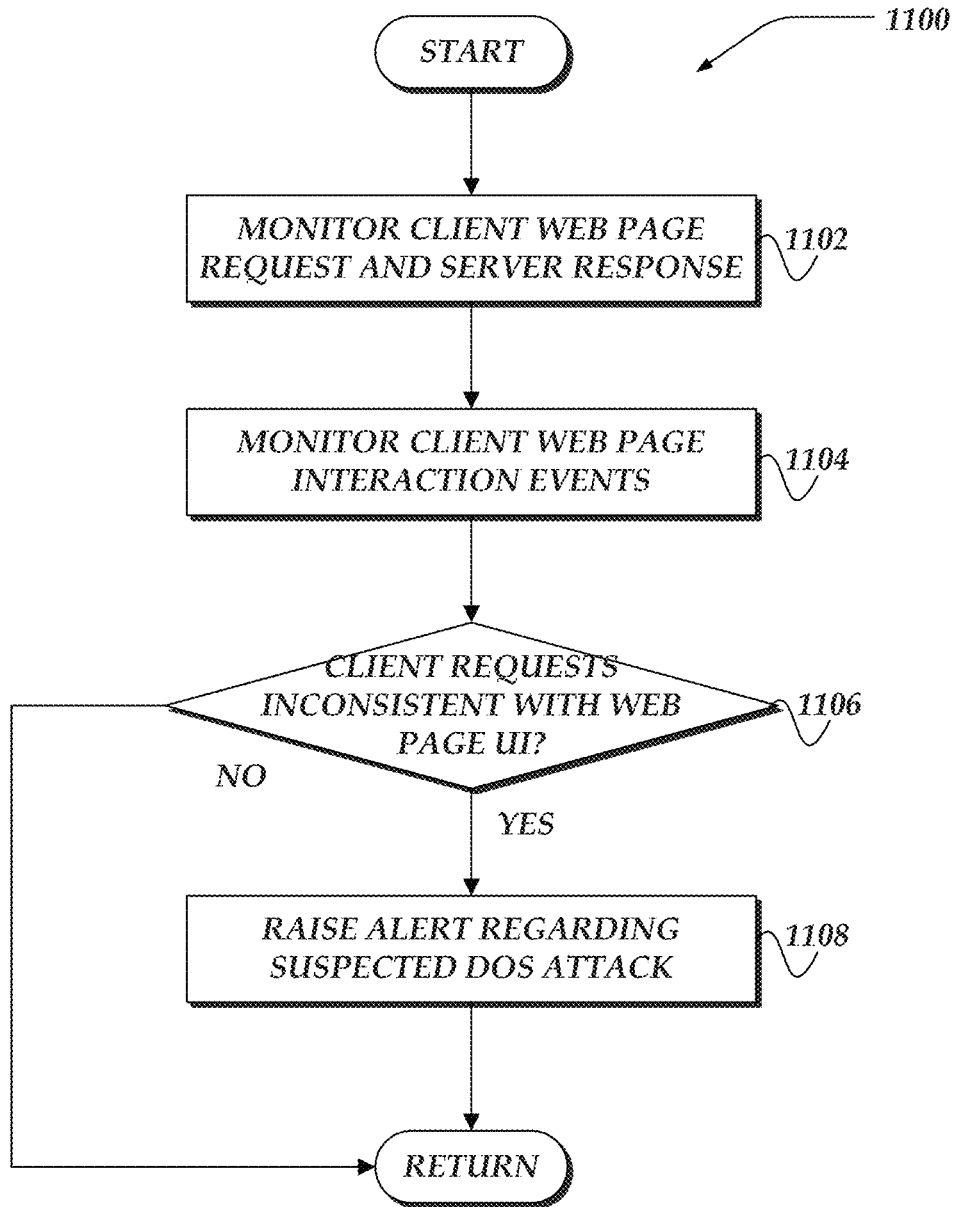 START
1100
MONITOR CLIENT WEB PAGE
REQUEST AND SERVER RESPONSE
1102
MONITOR CLIENT WEB PAGE
INTERACTION EVENTS
1104
CLIENT REQUESTS
INCONSISTENT WITH WEB
PAGE UI?
1106
NO
YES
RAISE ALERT REGARDING
SUSPECTED DOS ATTACK
1108
RETURN